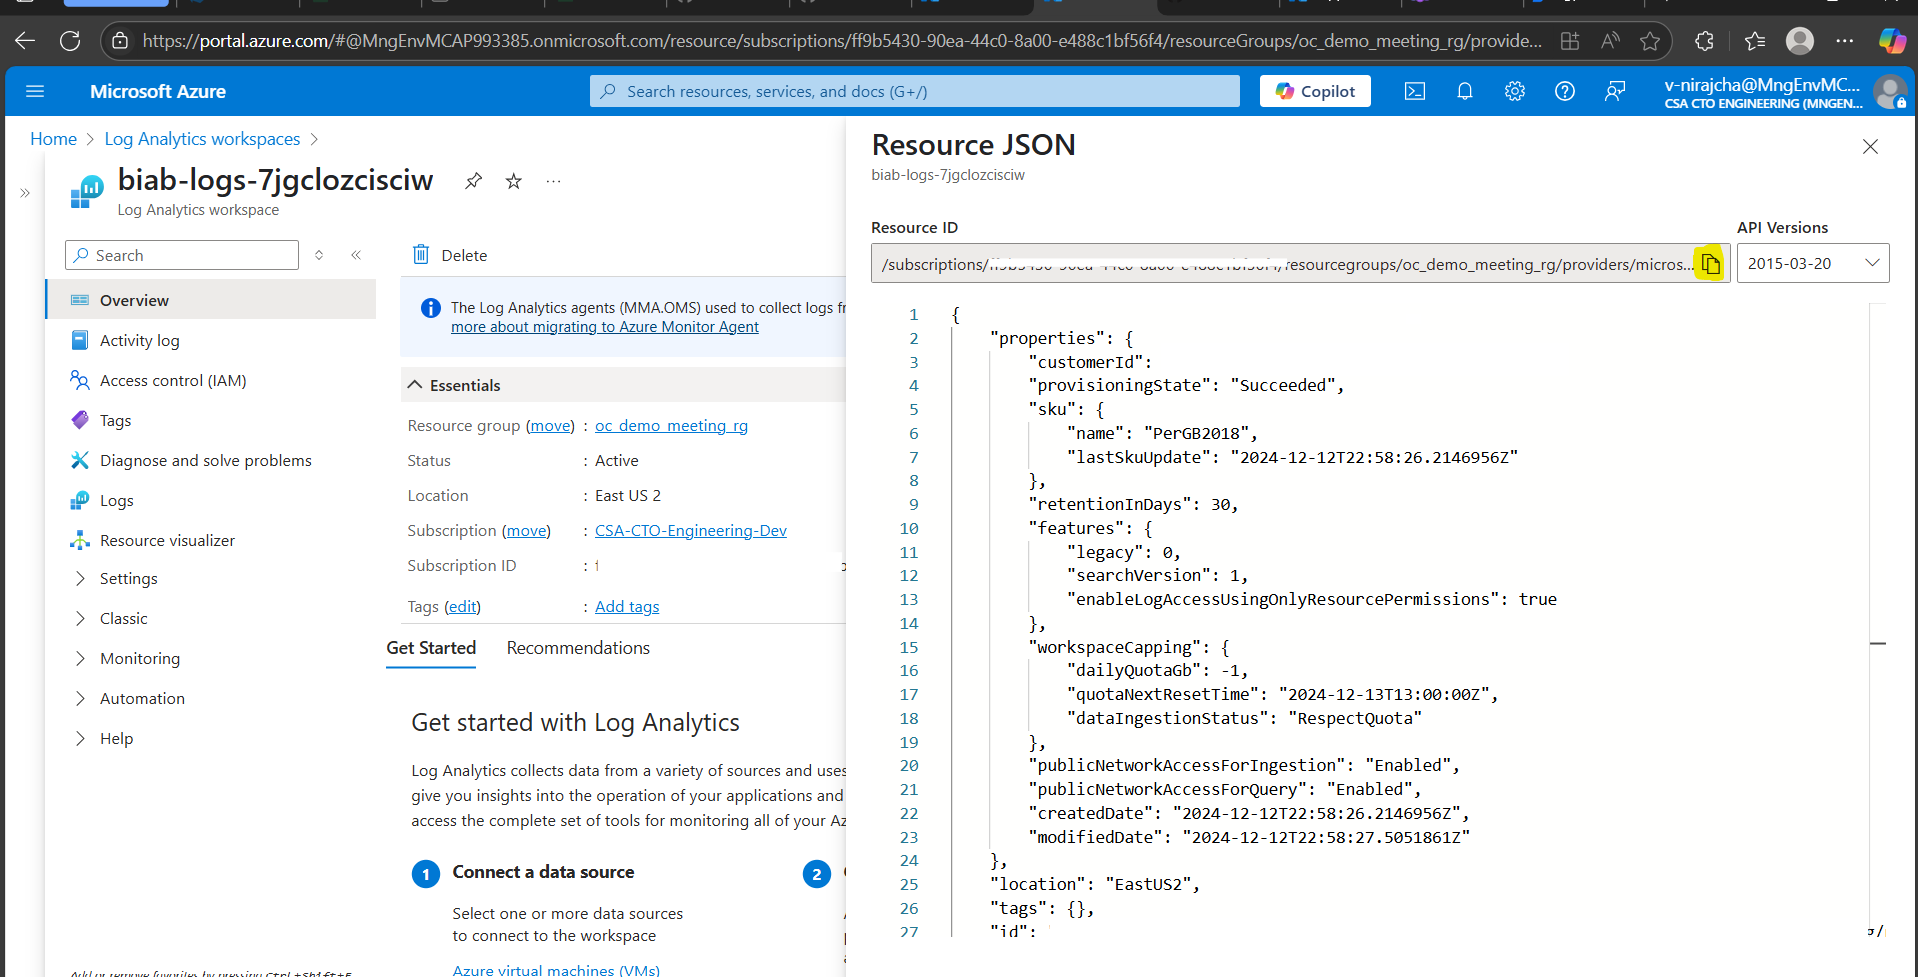 https://portal.azure.com/#@MngEnvMCAP993385.onmicrosoft.com/resource/subscriptions/ff9b5430-90ea-44c0-8a00-e488c1bf56f4/resourceGroups/oc_demo_meeting_rg/provide...
Microsoft Azure
Search resources, services, and docs (G+/)
Copilot
v-nirajcha@MngEnvMC...
CSA CTO ENGINEERING (MNGEN...
Home > Log Analytics workspaces >
biab-logs-7jgclozcisciw
Log Analytics workspace
Search
Overview
Activity log
Access control (IAM)
Tags
Diagnose and solve problems
Logs
Resource visualizer
Settings
Classic
Monitoring
Automation
Help
Add or remove favorites by pressing Ctrl+Shift+F
Delete
The Log Analytics agents (MMA,OMS) used to collect logs
more about migrating to Azure Monitor Agent
Essentials
Resource group (move) : oc_demo_meeting_rg
Status : Active
Location : East US 2
Subscription (move) : CSA-CTO-Engineering-Dev
Subscription ID :
Tags (edit) : Add tags
Get Started Recommendations
Get started with Log Analytics
Log Analytics collects data from a variety of sources and uses
give you insights into the operation of your applications and
access the complete set of tools for monitoring all of your
1 Connect a data source
Select one or more data sources
to connect to the workspace
Azure virtual machines (VMs)
2
Resource JSON
biab-logs-7jgclozcisciw
Resource ID
/subscriptions/ resourcegroups/oc_demo_meeting_rg/providers/micros...
API Versions
2015-03-20
1 {
2 "properties": {
3 "customerId":
4 "provisioningState": "Succeeded",
5 "sku": {
6 "name": "PerGB2018",
7 "lastSkuUpdate": "2024-12-12T22:58:26.2146956Z"
8 },
9 "retentionInDays": 30,
10 "features": {
11 "legacy": 0,
12 "searchVersion": 1,
13 "enableLogAccessUsingOnlyResourcePermissions": true
14 },
15 "workspaceCapping": {
16 "dailyQuotaGb": -1,
17 "quotaNextResetTime": "2024-12-13T13:00:00Z",
18 "dataIngestionStatus": "RespectQuota"
19 },
20 "publicNetworkAccessForIngestion": "Enabled",
21 "publicNetworkAccessForQuery": "Enabled",
22 "createdDate": "2024-12-12T22:58:26.2146956Z",
23 "modifiedDate": "2024-12-12T22:58:27.5051861Z"
24 },
25 "location": "EastUS2",
26 "tags": {},
27 "id":